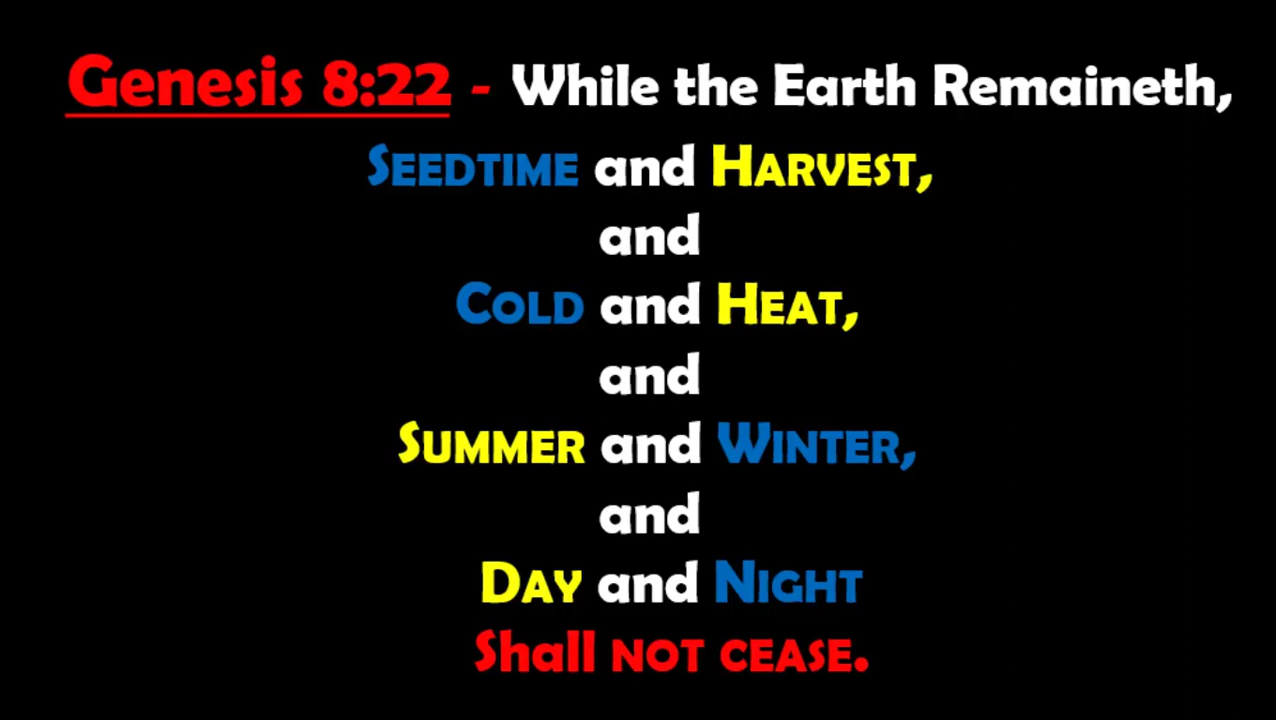 Genesis 8:22 - While the Earth Remaineth,
SEEDTIME and HARVEST,
and
COLD and HEAT,
and
SUMMER and WINTER,
and
DAY and NIGHT
Shall NOT CEASE.